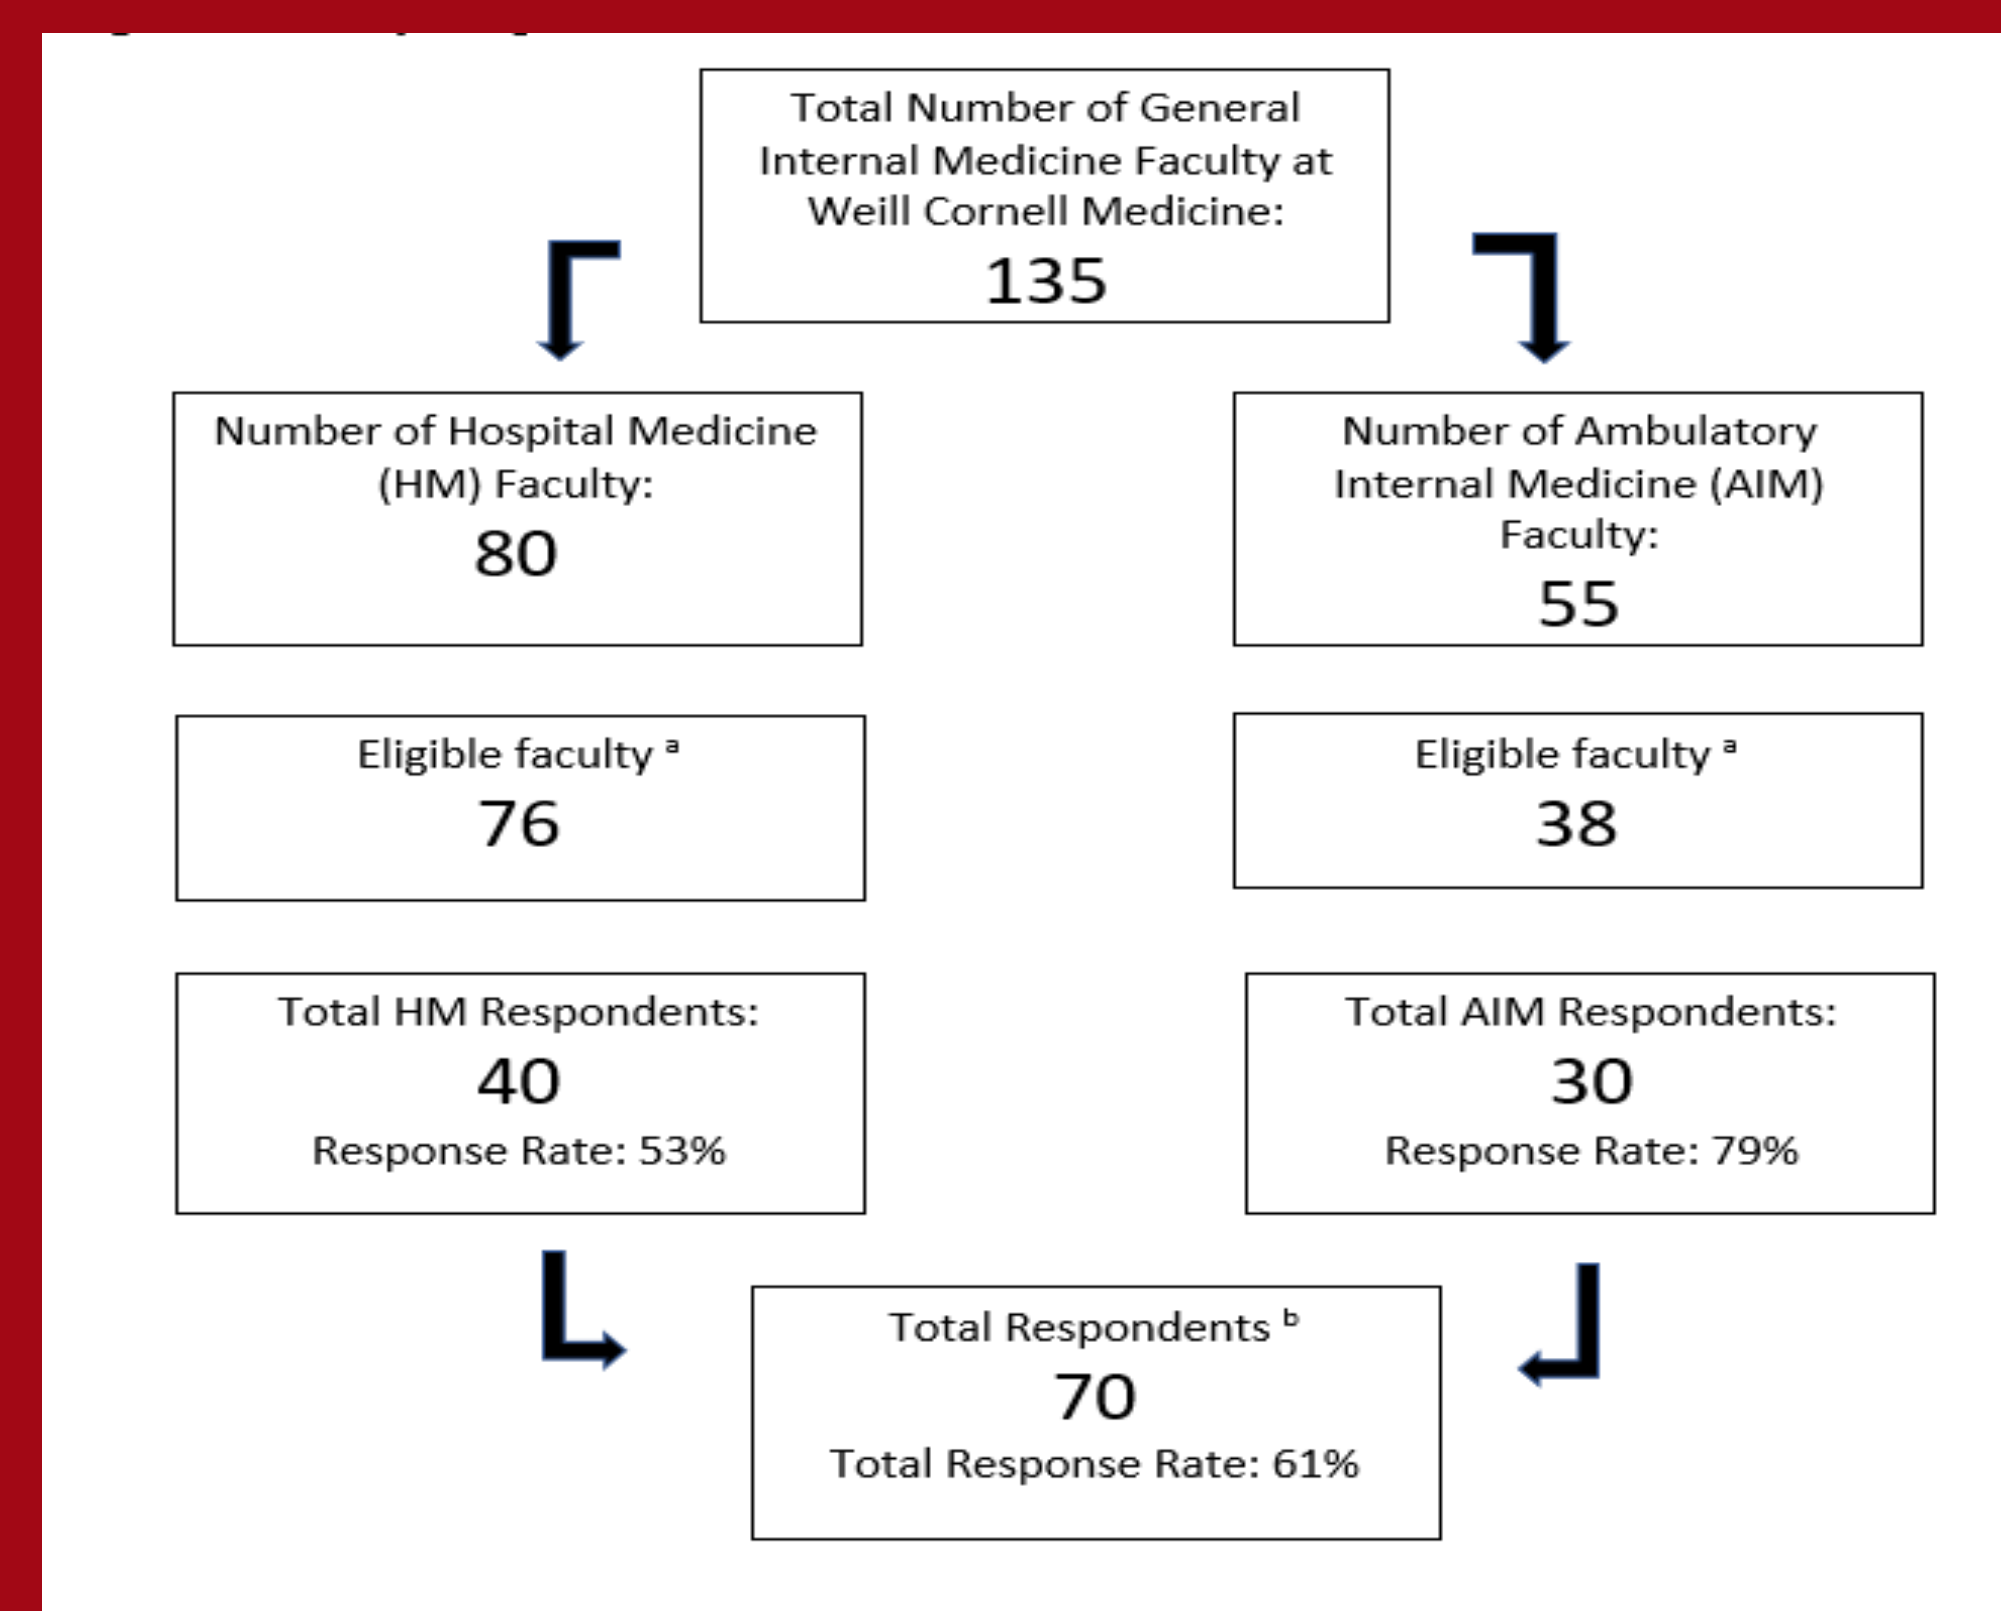 Total Number of General
Internal Medicine Faculty at
Weill Cornell Medicine:
135
Number of Hospital Medicine
(HM) Faculty:
80
Number of Ambulatory
Internal Medicine (AIM)
Faculty:
55
Eligible faculty ᵃ
76
Eligible faculty ᵃ
38
Total HM Respondents:
40
Response Rate: 53%
Total AIM Respondents:
30
Response Rate: 79%
Total Respondents ᵇ
70
Total Response Rate: 61%